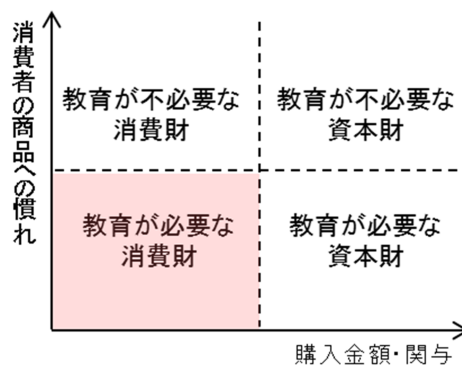 消費者の商品への慣れ
教育が不必要な
消費財
教育が不必要な
資本財
教育が必要な
消費財
教育が必要な
資本財
購入金額・関与